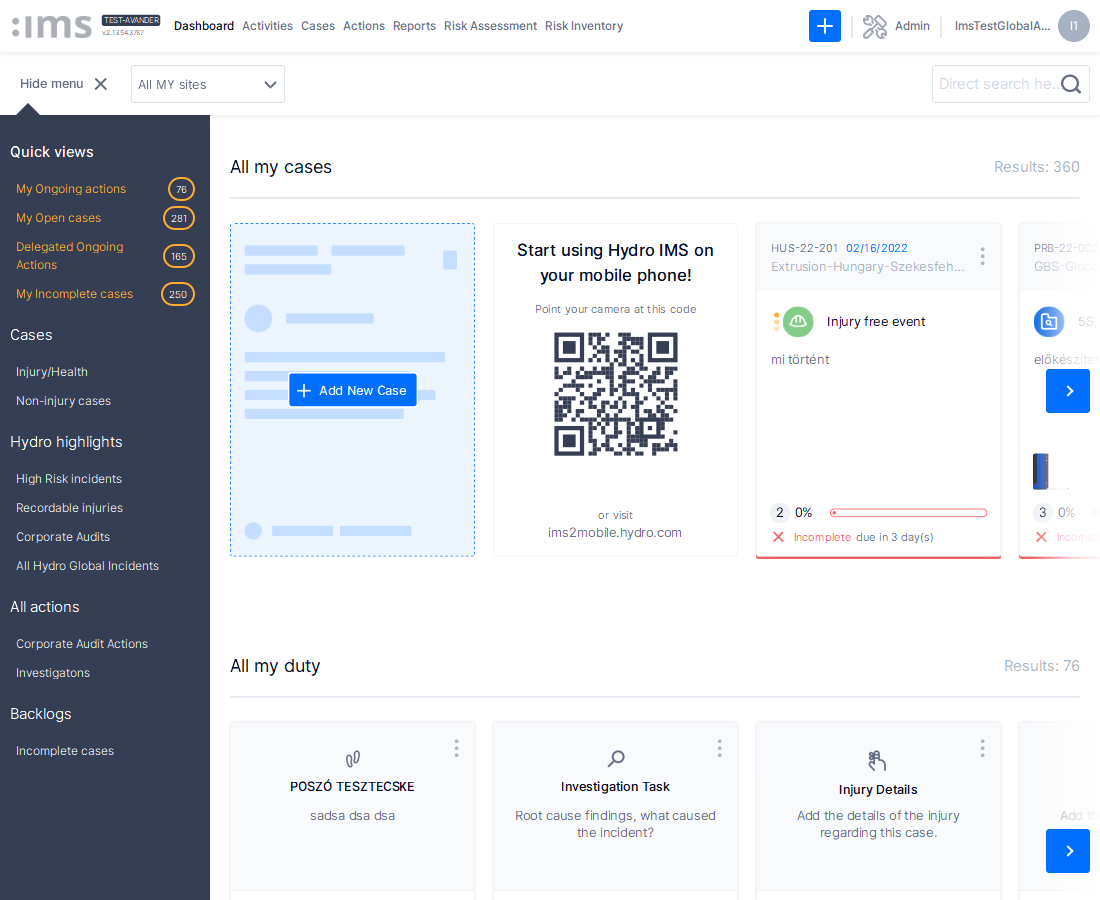 :ims TEST-AVANDER
v2.13.54.3787
Dashboard Activities Cases Actions Reports Risk Assessment Risk Inventory
Admin ImsTestGlobalA... I1
Hide menu All MY sites Direct search he...
Quick views
My Ongoing actions 76
My Open cases 281
Delegated Ongoing
Actions 165
My Incomplete cases 250
Cases
Injury/Health
Non-injury cases
Hydro highlights
High Risk incidents
Recordable injuries
Corporate Audits
All Hydro Global Incidents
All actions
Corporate Audit Actions
Investigatons
Backlogs
Incomplete cases
All my cases Results: 360
Add New Case
Start using Hydro IMS on
your mobile phone!
Point your camera at this code
or visit
ims2mobile.hydro.com
HUS-22-201 02/16/2022
Extrusion-Hungary-Szekesfeh...
Injury free event
mi történt
2 0%
Incomplete due in 3 day(s)
PRB-22-002
GBS-Globa
5S,
előkészítet
3 0%
Incomp
All my duty Results: 76
POSZÓ TESZTECSKE
sadsa dsa dsa
Investigation Task
Root cause findings, what caused
the incident?
Injury Details
Add the details of the injury
regarding this case.
Add th